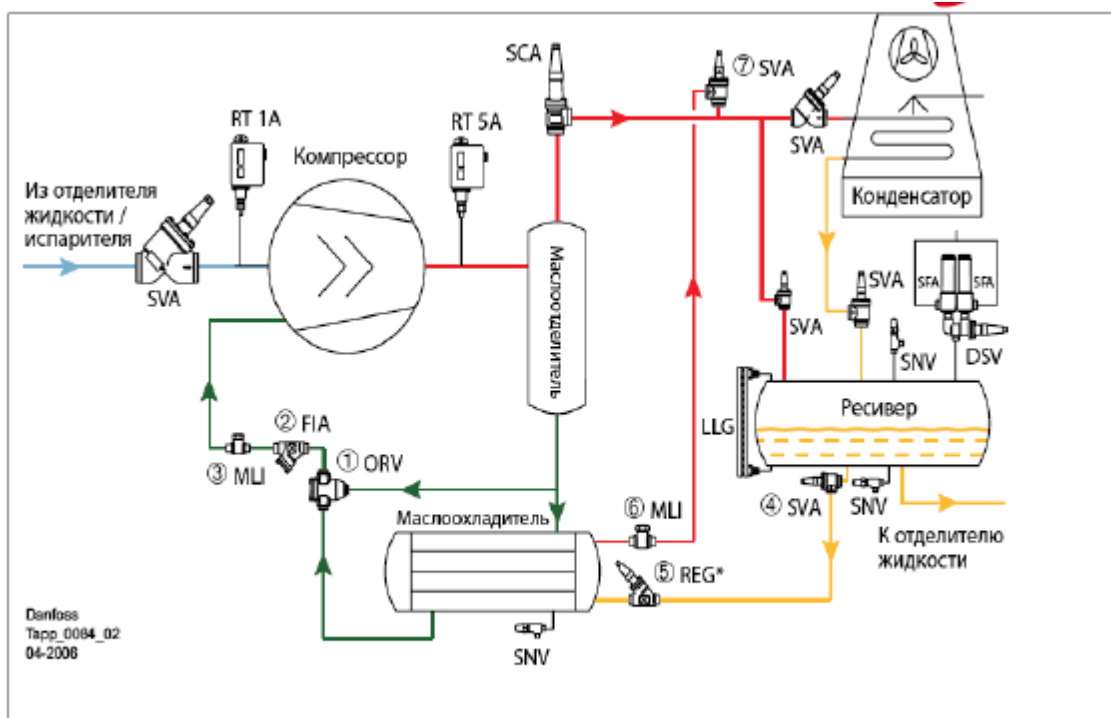 SCA
⑦ SVA
RT 1A
RT 5A
Компрессор
SVA
Конденсатор
Из отделителя
жидкости /
испарителя
SVA
Маслоотделитель
SVA
SVA
SFA
SFA
SNV
DSV
Ресивер
LLG
② FIA
③ MLI
① ORV
④ SVA
SNV
Маслоохладитель
⑥ MLI
К отделителю
жидкости
⑤ REG*
SNV
Danfoss
Tapp_0084_02
04-2006